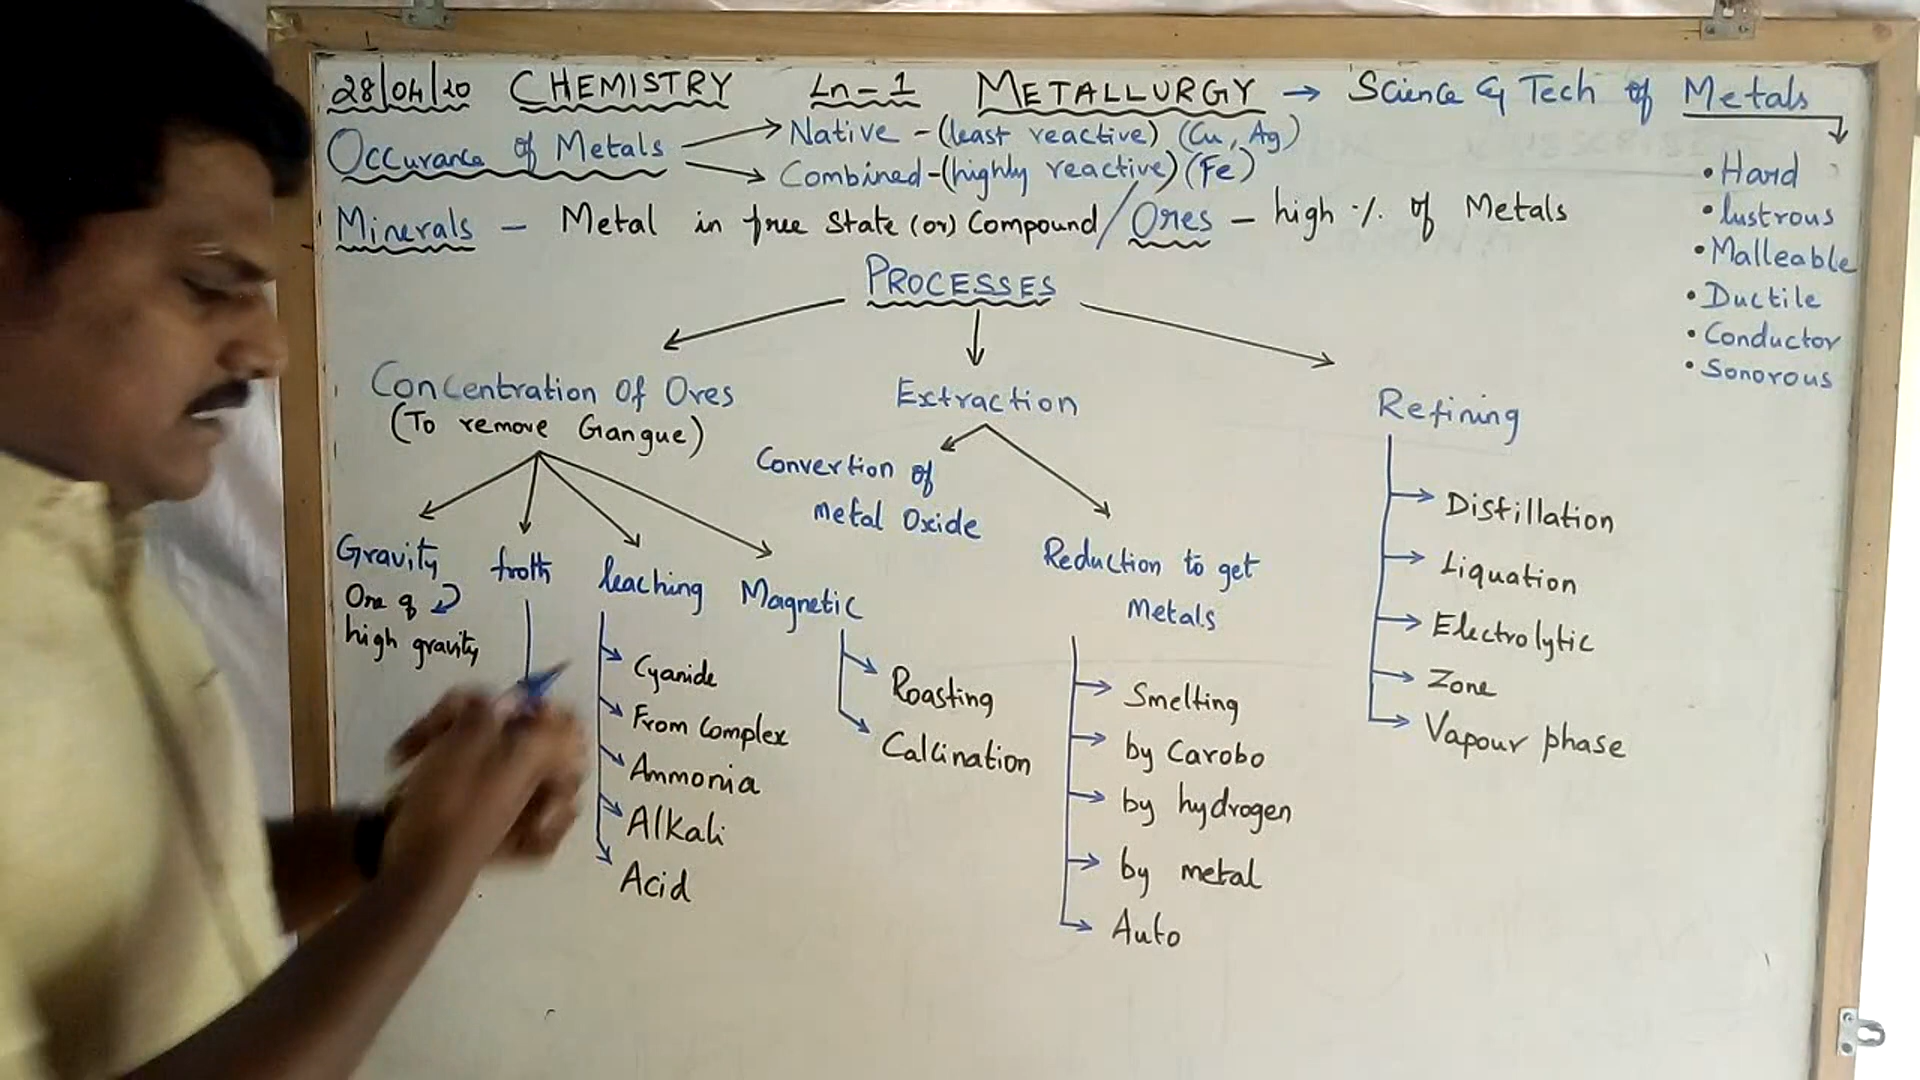 28/04/20 CHEMISTRY Ln-1 METALLURGY → Science & Tech of Metals
Occurance of Metals
Native - (least reactive) (Cu, Ag)
Combined - (highly reactive) (Fe)
Minerals - Metal in free State (or) Compound / Ores - high % of Metals
• Hard
• lustrous
• Malleable
• Ductile
• Conductor
• Sonorous
PROCESSES
Concentration Of Ores
(To remove Gangue)
Gravity
Ore of
high gravity
froth
leaching
Cyanide
From Complex
Ammonia
Alkali
Acid
Magnetic
Extraction
Convertion of
metal Oxide
Roasting
Calcination
Reduction to get
Metals
Smelting
by Carobo
by hydrogen
by metal
Auto
Refining
Distillation
Liquation
Electrolytic
Zone
Vapour phase